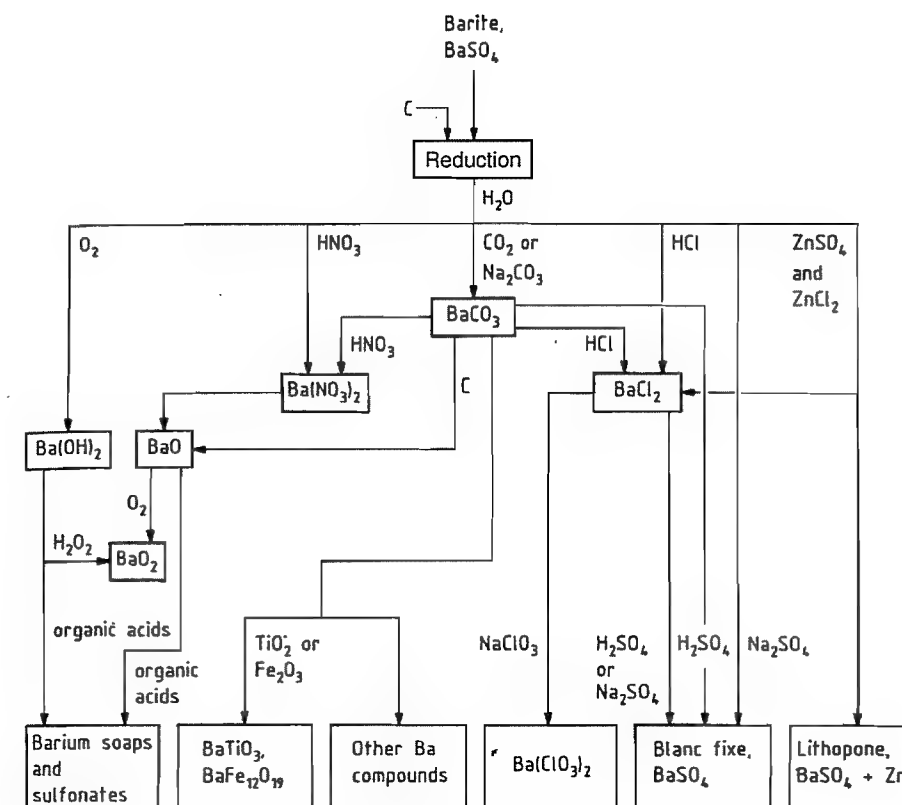 Barite,
BaSO₄
C
Reduction
H₂O
O₂
HNO₃
CO₂ or
Na₂CO₃
HCl
ZnSO₄
and
ZnCl₂
BaCO₃
HNO₃
HCl
C
Ba(NO₃)₂
BaCl₂
Ba(OH)₂
BaO
O₂
H₂O₂
BaO₂
organic acids
organic
acids
TiO₂ or
Fe₂O₃
NaClO₃
H₂SO₄
or
Na₂SO₄
H₂SO₄
Na₂SO₄
Barium soaps
and
sulfonates
BaTiO₃,
BaFe₁₂O₁₉
Other Ba
compounds
Ba(ClO₃)₂
Blanc fixe,
BaSO₄
Lithopone,
BaSO₄ + Zn